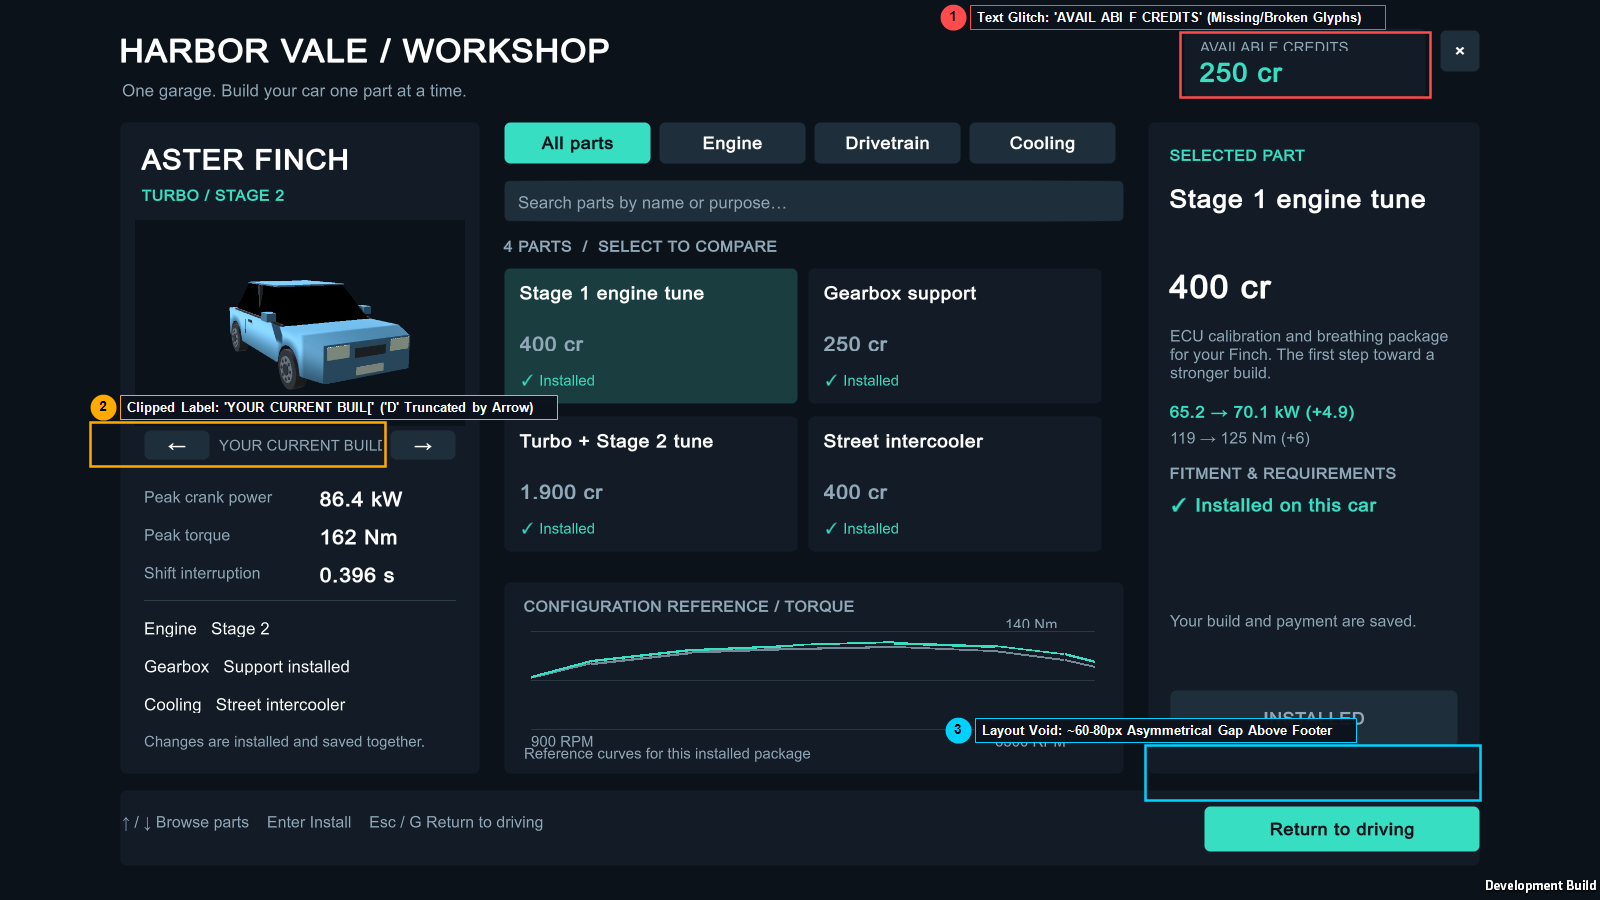 1 Text Glitch: 'AVAIL ABI F CREDITS' (Missing/Broken Glyphs)
HARBOR VALE / WORKSHOP
One garage. Build your car one part at a time.
AVAILABLE CREDITS
250 cr
×
ASTER FINCH
TURBO / STAGE 2
2 Clipped Label: 'YOUR CURRENT BUIL[' ('D' Truncated by Arrow)
← YOUR CURRENT BUILD →
Peak crank power 86.4 kW
Peak torque 162 Nm
Shift interruption 0.396 s
Engine Stage 2
Gearbox Support installed
Cooling Street intercooler
Changes are installed and saved together.
All parts Engine Drivetrain Cooling
Search parts by name or purpose…
4 PARTS / SELECT TO COMPARE
Stage 1 engine tune
400 cr
✓ Installed
Gearbox support
250 cr
✓ Installed
Turbo + Stage 2 tune
1,900 cr
✓ Installed
Street intercooler
400 cr
✓ Installed
CONFIGURATION REFERENCE / TORQUE
140 Nm
900 RPM
Reference curves for this installed package
SELECTED PART
Stage 1 engine tune
400 cr
ECU calibration and breathing package
for your Finch. The first step toward a
stronger build.
65.2 → 70.1 kW (+4.9)
119 → 125 Nm (+6)
FITMENT & REQUIREMENTS
✓ Installed on this car
Your build and payment are saved.
INSTALLED
3 Layout Void: ~60-80px Asymmetrical Gap Above Footer
↑ / ↓ Browse parts Enter Install Esc / G Return to driving
Return to driving
Development Build